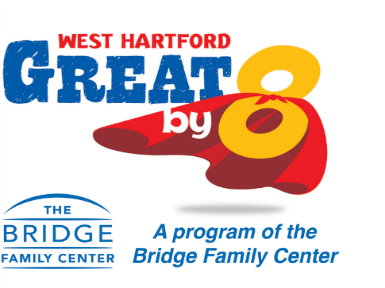 WEST HARTFORD
GREAT
by 8
THE
BRIDGE
FAMILY CENTER
A program of the
Bridge Family Center